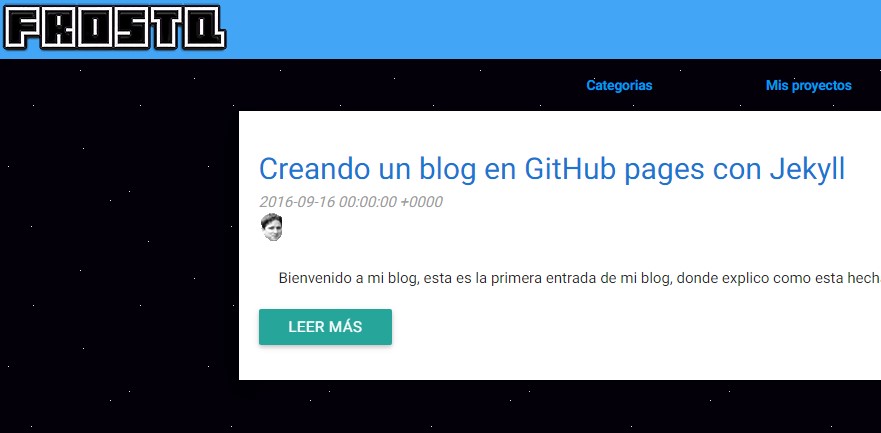 FROSTQ
Categorias
Mis proyectos
Creando un blog en GitHub pages con Jekyll
2016-09-16 00:00:00 +0000
Bienvenido a mi blog, esta es la primera entrada de mi blog, donde explico como esta
LEER MÁS